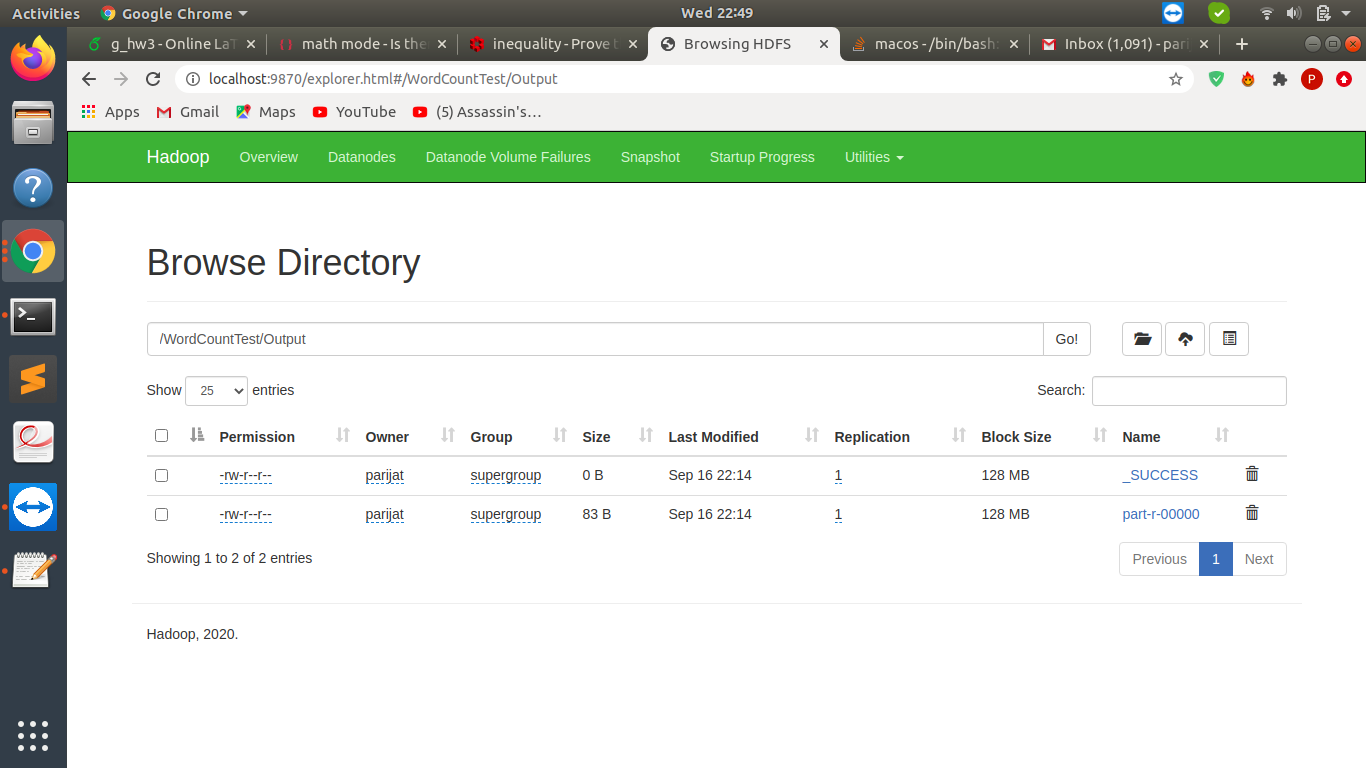 Activities Google Chrome Wed 22:49
g_hw3 - Online LaT math mode - Is the inequality - Prove t Browsing HDFS macos - /bin/bash: Inbox (1,091) - pari
localhost:9870/explorer.html#/WordCountTest/Output P
Apps Gmail Maps YouTube (5) Assassin's…
Hadoop Overview Datanodes Datanode Volume Failures Snapshot Startup Progress Utilities
Browse Directory
/WordCountTest/Output Go!
Show 25 entries Search:
Permission Owner Group Size Last Modified Replication Block Size Name
-rw-r--r-- parijat supergroup 0 B Sep 16 22:14 1 128 MB _SUCCESS
-rw-r--r-- parijat supergroup 83 B Sep 16 22:14 1 128 MB part-r-00000
Showing 1 to 2 of 2 entries Previous 1 Next
Hadoop, 2020.